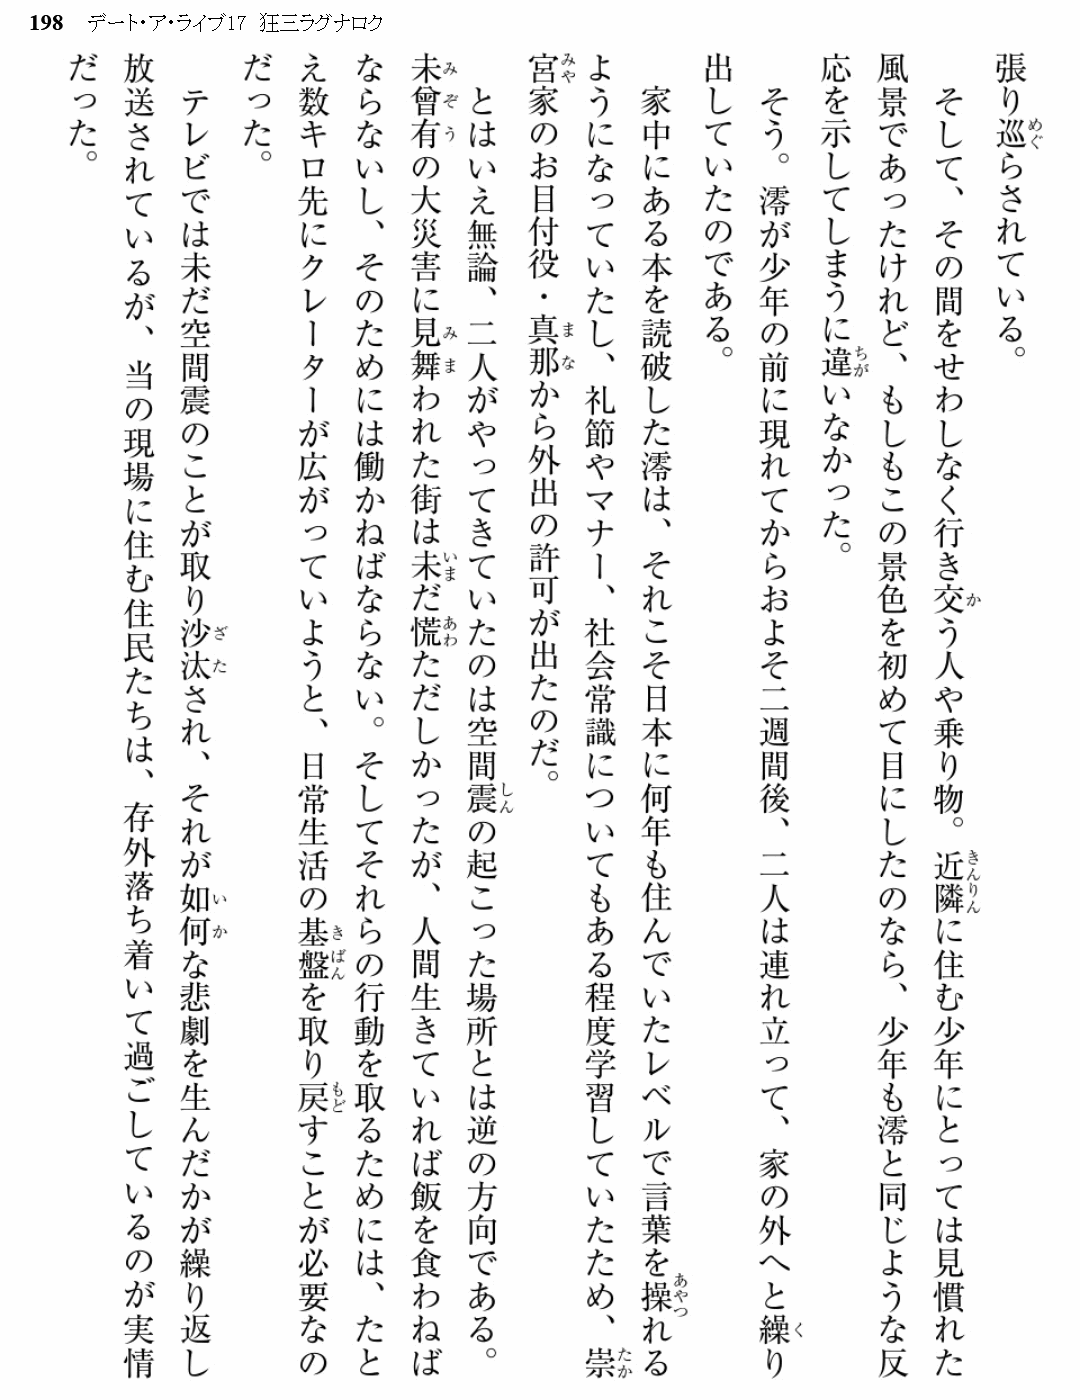 198 デート・ア・ライブ17 狂三ラグナロク
張り巡らされている。
そして、その間をせわしなく行き交う人や乗り物。近隣に住む少年にとっては見慣れた
風景であったけれど、もしもこの景色を初めて目にしたのなら、少年も澪と同じような反
応を示してしまうに違いなかった。
そう。澪が少年の前に現れてからおよそ二週間後、二人は連れ立って、家の外へと繰り
出していたのである。
家中にある本を読破した澪は、それこそ日本に何年も住んでいたレベルで言葉を操れる
ようになっていたし、礼節やマナー、社会常識についてもある程度学習していたため、崇
宮家のお目付役・真那から外出の許可が出たのだ。
とはいえ無論、二人がやってきていたのは空間震の起こった場所とは逆の方向である。
未曾有の大災害に見舞われた街は未だ慌ただしかったが、人間生きていれば飯を食わねば
ならないし、そのためには働かねばならない。そしてそれらの行動を取るためには、たと
え数キロ先にクレーターが広がっていようと、日常生活の基盤を取り戻すことが必要なの
だった。
テレビでは未だ空間震のことが取り沙汰され、それが如何な悲劇を生んだかが繰り返し
放送されているが、当の現場に住む住民たちは、存外落ち着いて過ごしているのが実情
だった。